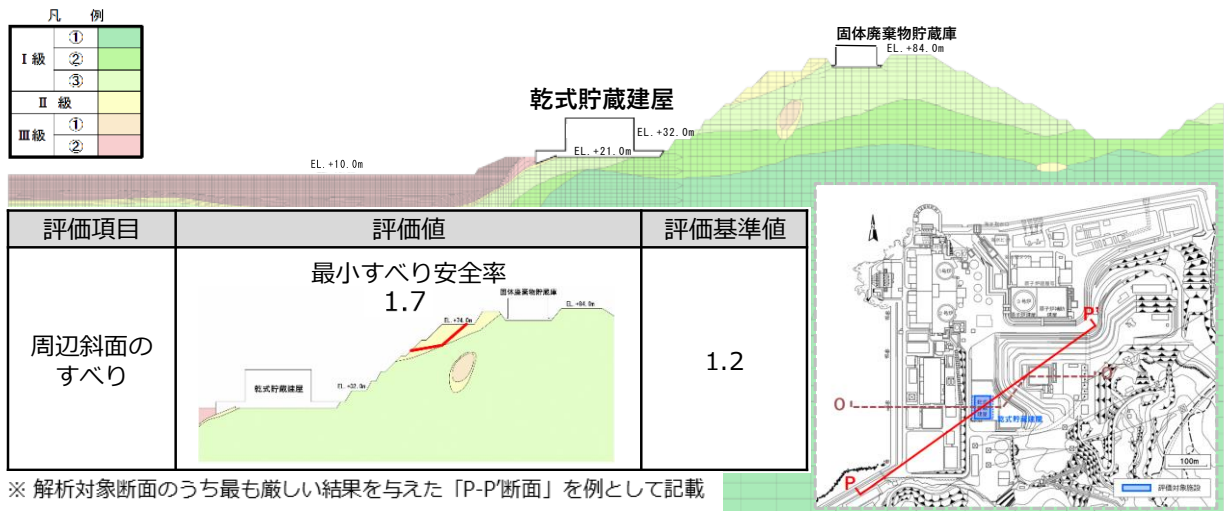 凡 例
Ⅰ級
①
②
③
Ⅱ 級
Ⅲ級
①
②
固体廃棄物貯蔵庫
EL.+84.0m
乾式貯蔵建屋
EL.+32.0m
EL.+21.0m
EL.+10.0m
評価項目 評価値 評価基準値
周辺斜面の
すべり
最小すべり安全率
1.7
固体廃棄物貯蔵庫
EL.+84.0m
EL.+74.0m
EL.+32.0m
乾式貯蔵建屋
1.2
※ 解析対象断面のうち最も厳しい結果を与えた「P-P’断面」を例として記載
P'
O
乾式貯蔵建屋
P
100m
評価対象施設